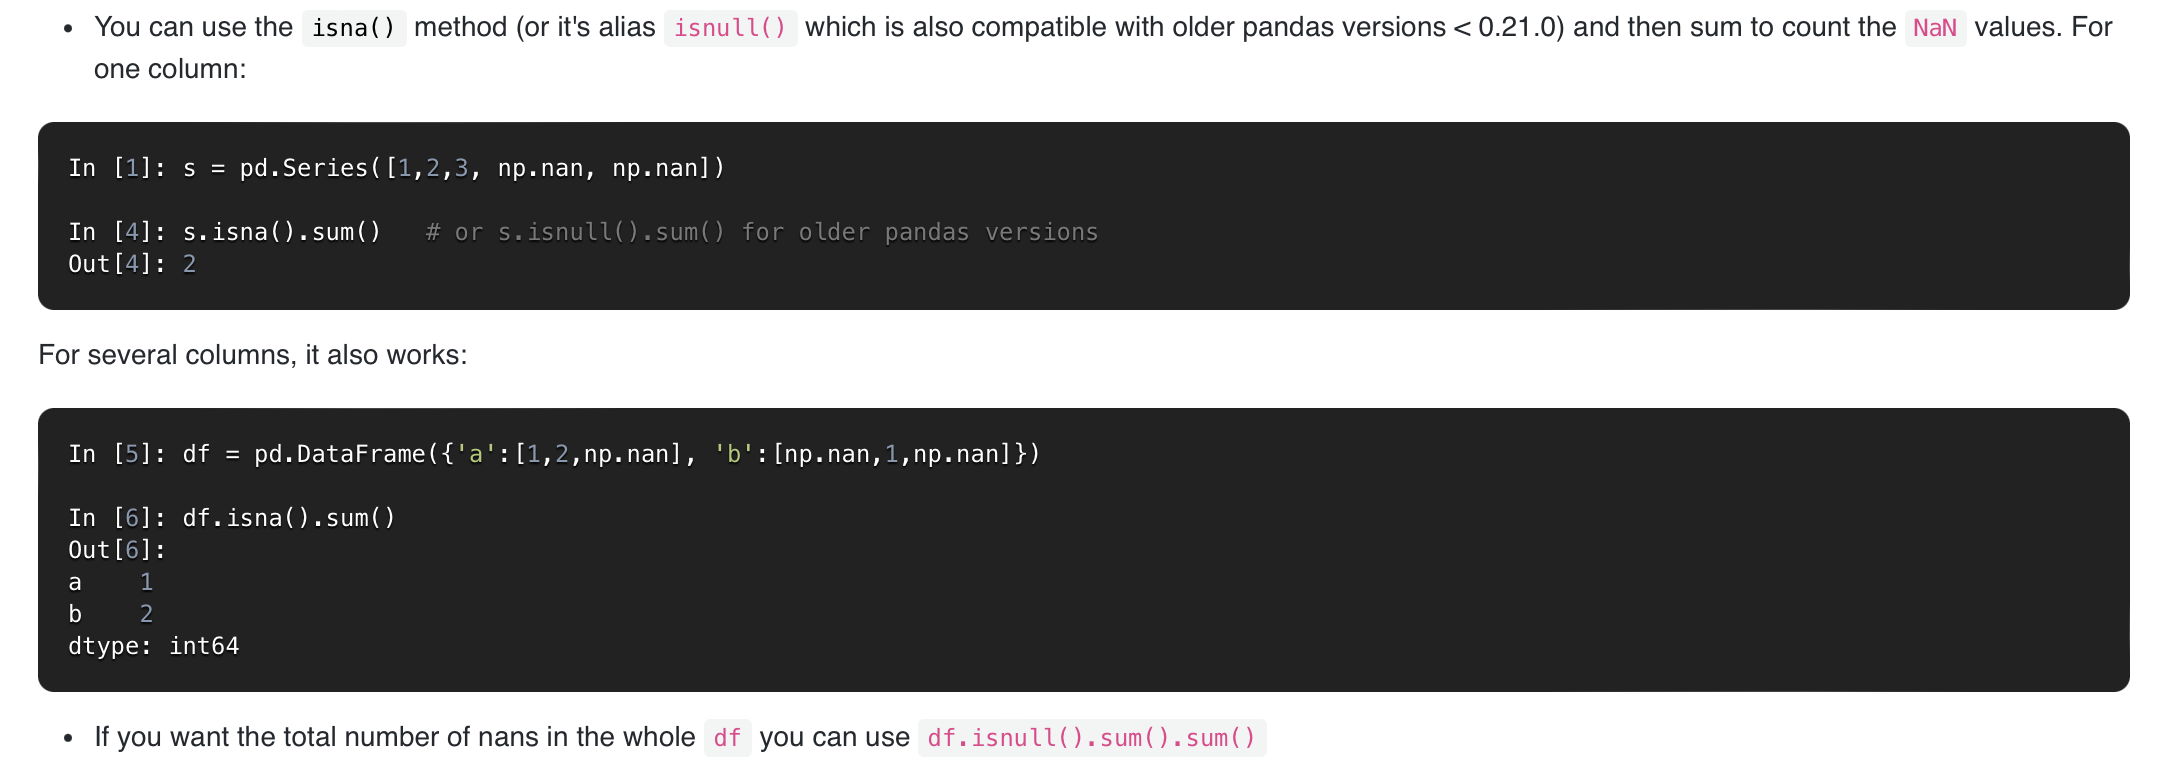 • You can use the isna() method (or it's alias isnull() which is also compatible with older pandas versions < 0.21.0) and then sum to count the NaN values. For
one column:
In [1]: s = pd.Series([1,2,3, np.nan, np.nan])
In [4]: s.isna().sum()   # or s.isnull().sum() for older pandas versions
Out[4]: 2
For several columns, it also works:
In [5]: df = pd.DataFrame({'a':[1,2,np.nan], 'b':[np.nan,1,np.nan]})
In [6]: df.isna().sum()
Out[6]:
a    1
b    2
dtype: int64
• If you want the total number of nans in the whole df you can use df.isnull().sum().sum()